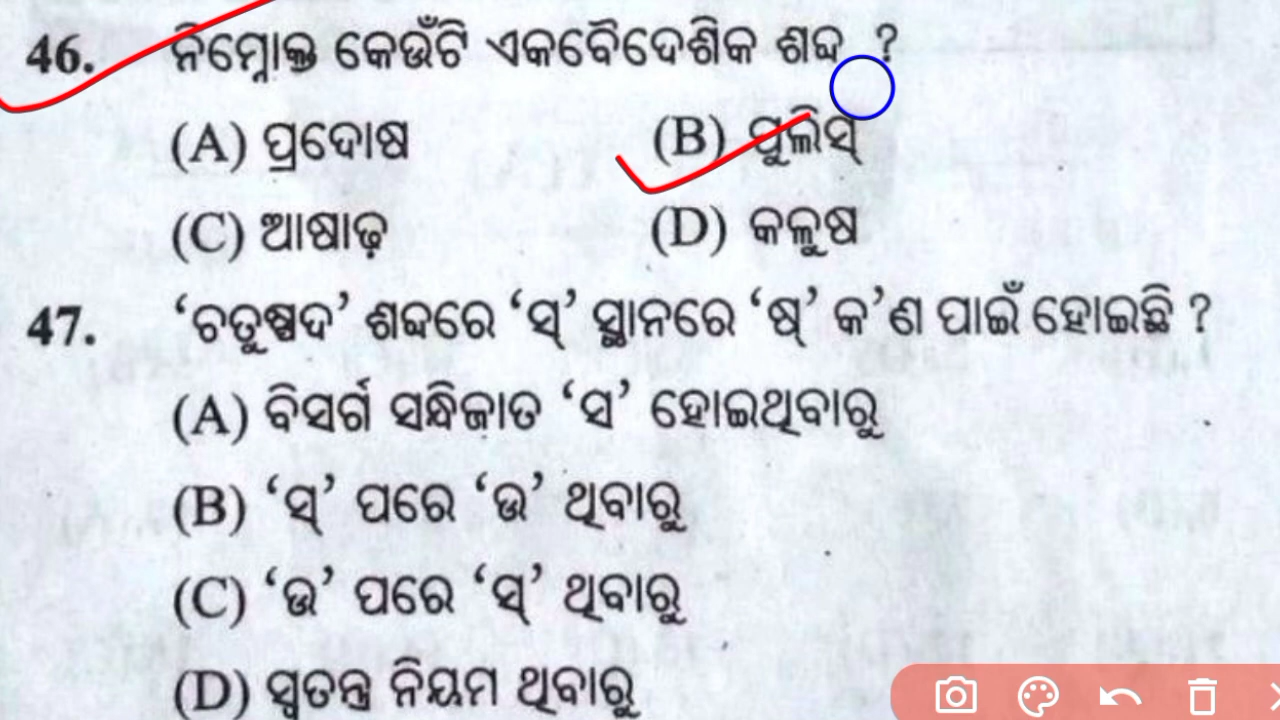 46. ନିମ୍ନୋକ୍ତ କେଉଁଟି ଏକବୈଦେଶିକ ଶବ୍ଦ ?
(A) ପ୍ରଦୋଷ (B) ପୁଲିସ୍
(C) ଆଷାଢ଼ (D) କଳୁଷ
47. ‘ଚତୁଷ୍ପଦ’ ଶବ୍ଦରେ ‘ସ୍’ ସ୍ଥାନରେ ‘ଷ୍’ କ’ଣ ପାଇଁ ହୋଇଛି ?
(A) ବିସର୍ଗ ସନ୍ଧିଜାତ ‘ସ’ ହୋଇଥିବାରୁ
(B) ‘ସ୍’ ପରେ ‘ଉ’ ଥିବାରୁ
(C) ‘ଉ’ ପରେ ‘ସ୍’ ଥିବାରୁ
(D) ସ୍ୱତନ୍ତ୍ର ନିୟମ ଥିବାରୁ